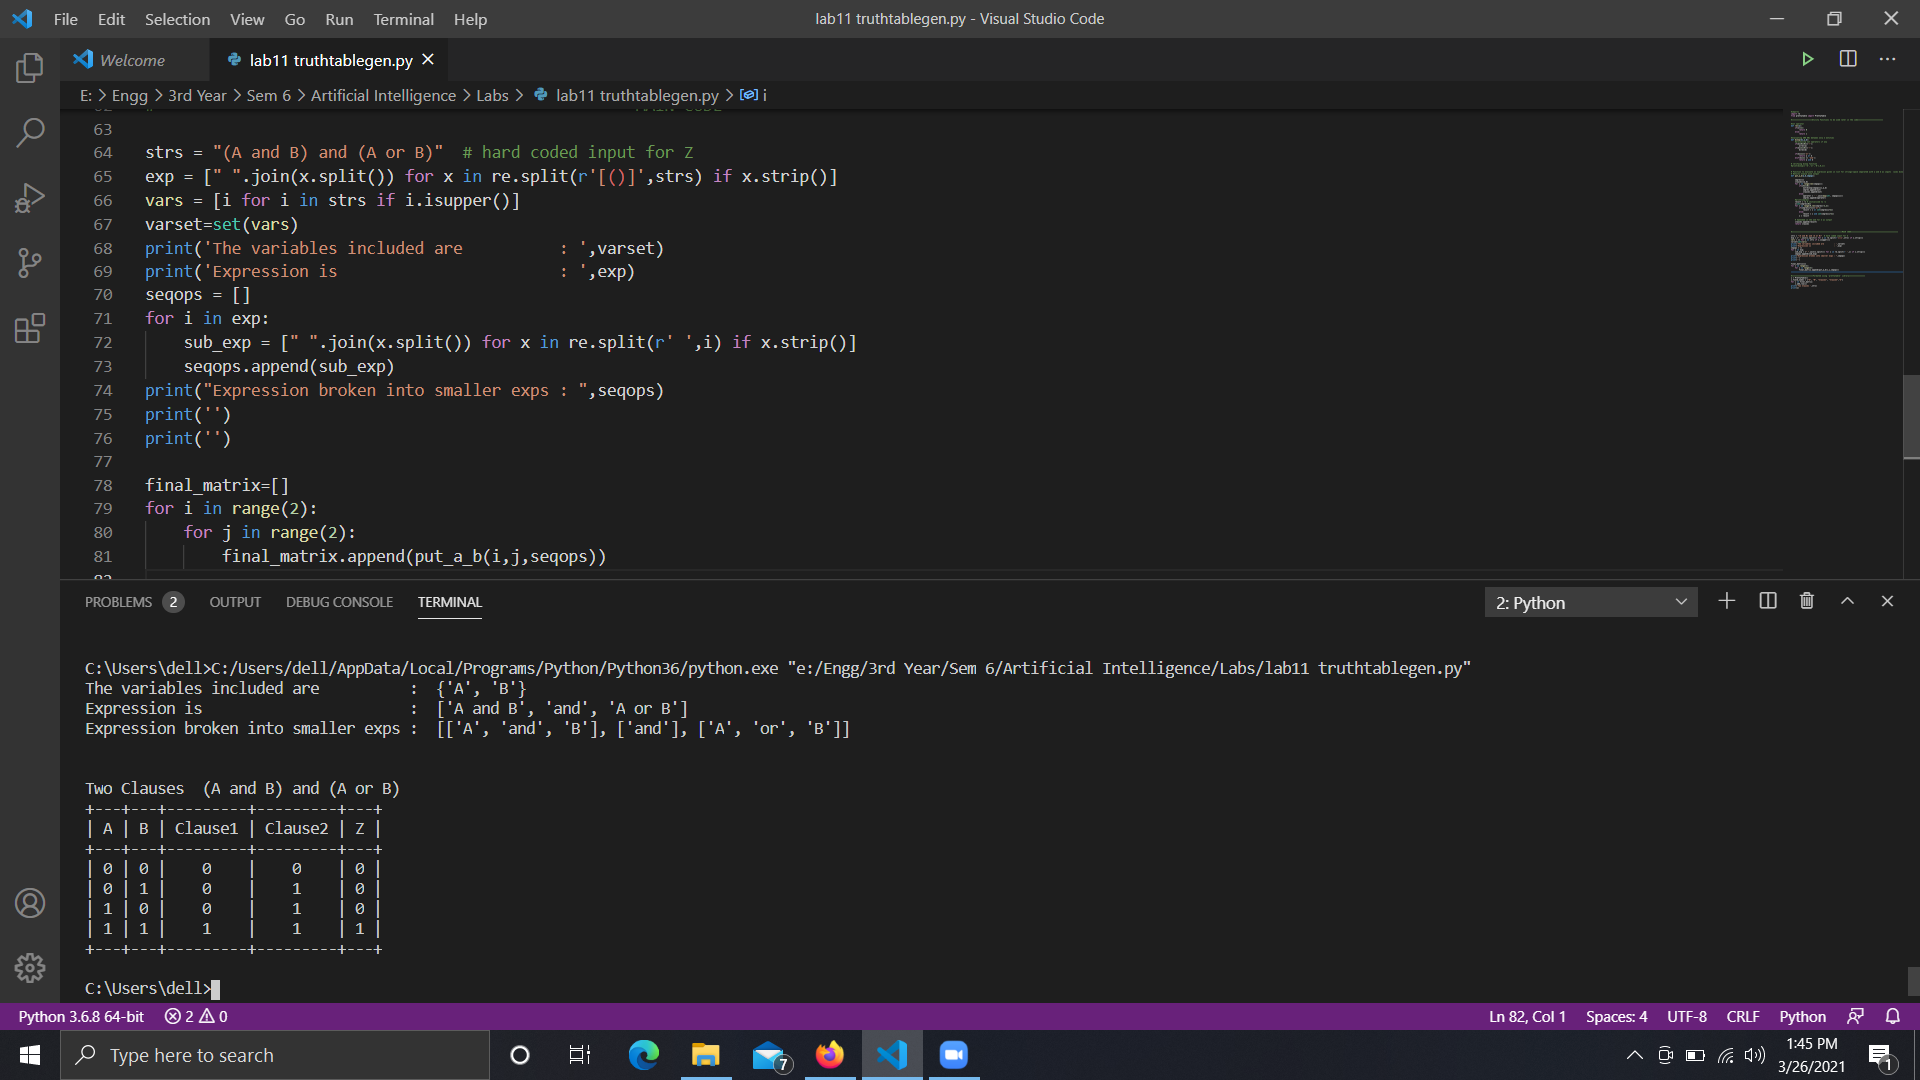 File Edit Selection View Go Run Terminal Help
lab11 truthtablegen.py - Visual Studio Code
Welcome
lab11 truthtablegen.py
E: > Engg > 3rd Year > Sem 6 > Artificial Intelligence > Labs > lab11 truthtablegen.py > i
63
64 strs = "(A and B) and (A or B)"  # hard coded input for Z
65 exp = [" ".join(x.split()) for x in re.split(r'[()]',strs) if x.strip()]
66 vars = [i for i in strs if i.isupper()]
67 varset=set(vars)
68 print('The variables included are          : ',varset)
69 print('Expression is                       : ',exp)
70 seqops = []
71 for i in exp:
72     sub_exp = [" ".join(x.split()) for x in re.split(r' ',i) if x.strip()]
73     seqops.append(sub_exp)
74 print("Expression broken into smaller exps : ",seqops)
75 print('')
76 print('')
77
78 final_matrix=[]
79 for i in range(2):
80     for j in range(2):
81         final_matrix.append(put_a_b(i,j,seqops))
82
PROBLEMS 2 OUTPUT DEBUG CONSOLE TERMINAL
2: Python
C:\Users\dell>C:/Users/dell/AppData/Local/Programs/Python/Python36/python.exe "e:/Engg/3rd Year/Sem 6/Artificial Intelligence/Labs/lab11 truthtablegen.py"
The variables included are          :  {'A', 'B'}
Expression is                       :  ['A and B', 'and', 'A or B']
Expression broken into smaller exps :  [['A', 'and', 'B'], ['and'], ['A', 'or', 'B']]
Two Clauses  (A and B) and (A or B)
+---+---+---------+---------+---+
| A | B | Clause1 | Clause2 | Z |
+---+---+---------+---------+---+
| 0 | 0 |    0    |    0    | 0 |
| 0 | 1 |    0    |    1    | 0 |
| 1 | 0 |    0    |    1    | 0 |
| 1 | 1 |    1    |    1    | 1 |
+---+---+---------+---------+---+
C:\Users\dell>
Python 3.6.8 64-bit 2 0 Ln 82, Col 1 Spaces: 4 UTF-8 CRLF Python
Type here to search
7
1:45 PM
3/26/2021
1